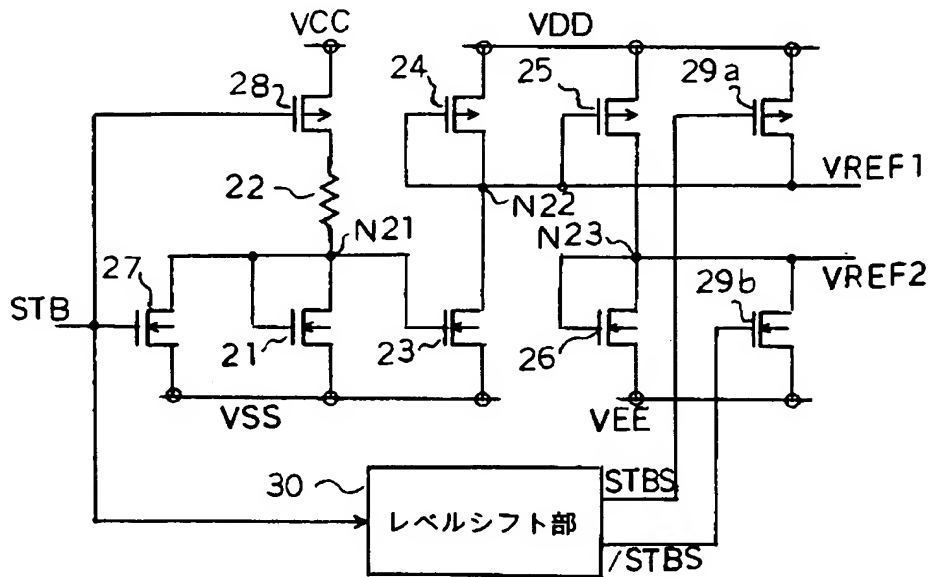 VCC
VDD
28
24
25
29a
22
VREF1
N22
N21
N23
VREF2
27
29b
STB
21
23
26
VSS
VEE
30
STBS
レベルシフト部
/STBS